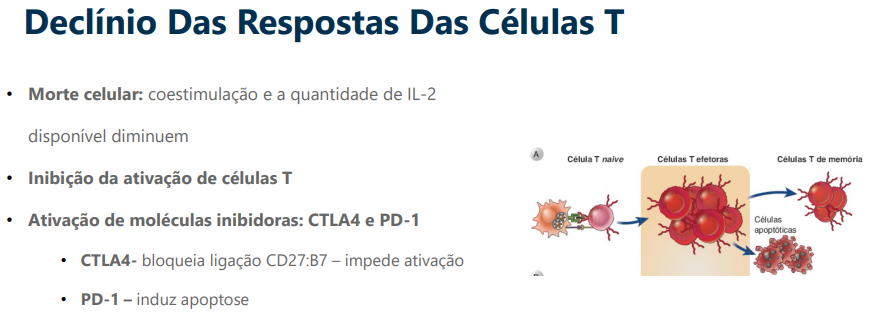 Declínio Das Respostas Das Células T
• Morte celular: coestimulação e a quantidade de IL-2
disponível diminuem
• Inibição da ativação de células T
• Ativação de moléculas inibidoras: CTLA4 e PD-1
• CTLA4- bloqueia ligação CD27:B7 – impede ativação
• PD-1 – induz apoptose
A
Célula T naive
Células T efetoras
Células T de memória
Células
apoptóticas